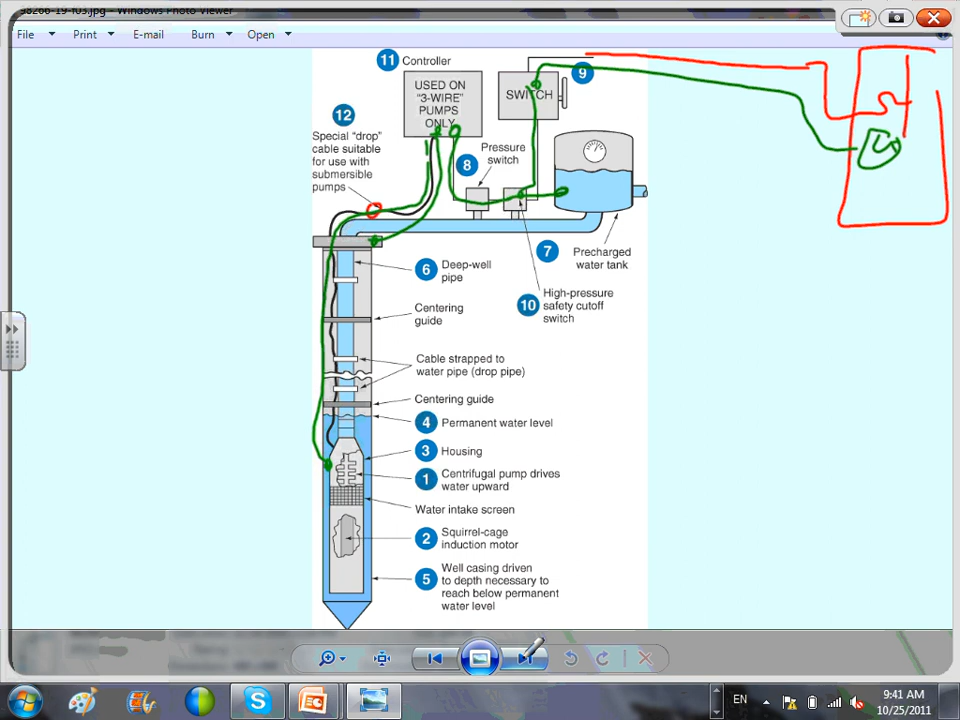 98266-19-f03.jpg - Windows Photo Viewer
File Print E-mail Burn Open
11 Controller
USED ON
"3-WIRE"
PUMPS
ONLY
SWITCH
9
12
Special "drop"
cable suitable
for use with
submersible
pumps
8
Pressure
switch
7
Precharged
water tank
6
Deep-well
pipe
10
High-pressure
safety cutoff
switch
Centering
guide
Cable strapped to
water pipe (drop pipe)
Centering guide
4 Permanent water level
3 Housing
1
Centrifugal pump drives
water upward
Water intake screen
2
Squirrel-cage
induction motor
5
Well casing driven
to depth necessary to
reach below permanent
water level
EN
9:41 AM
10/25/2011